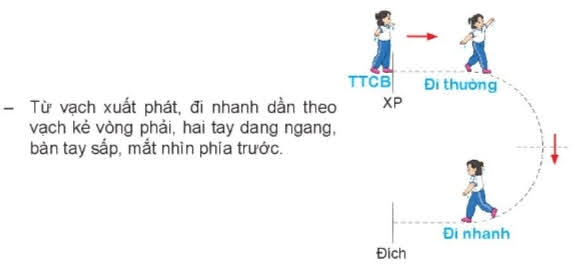 – Từ vạch xuất phát, đi nhanh dần theo
vạch kẻ vòng phải, hai tay dang ngang,
bàn tay sấp, mắt nhìn phía trước.
TTCB
XP
Đi thường
Đi nhanh
Đích